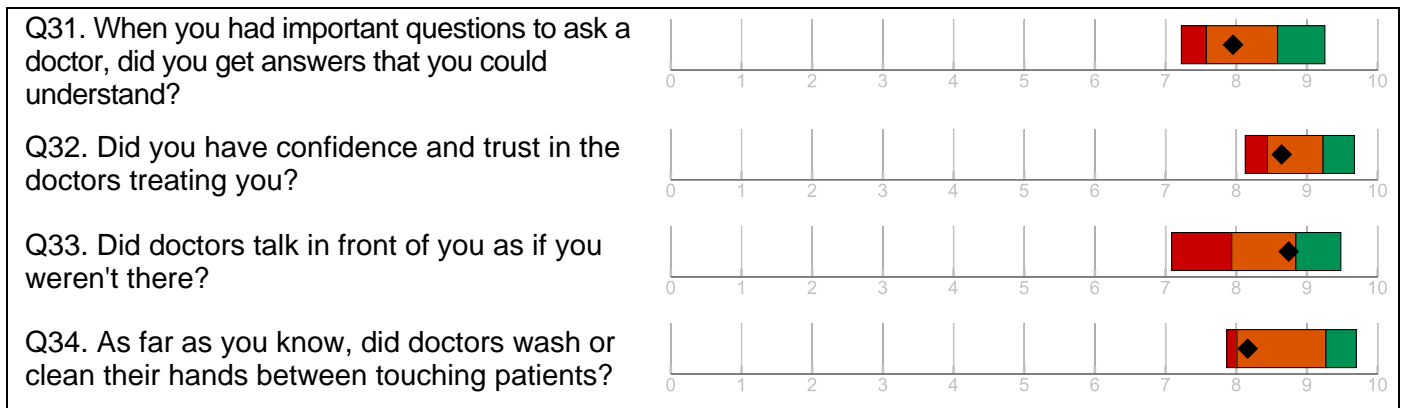 Q31. When you had important questions to ask a
doctor, did you get answers that you could
understand?
0 1 2 3 4 5 6 7 8 9 10
Q32. Did you have confidence and trust in the
doctors treating you?
0 1 2 3 4 5 6 7 8 9 10
Q33. Did doctors talk in front of you as if you
weren't there?
0 1 2 3 4 5 6 7 8 9 10
Q34. As far as you know, did doctors wash or
clean their hands between touching patients?
0 1 2 3 4 5 6 7 8 9 10